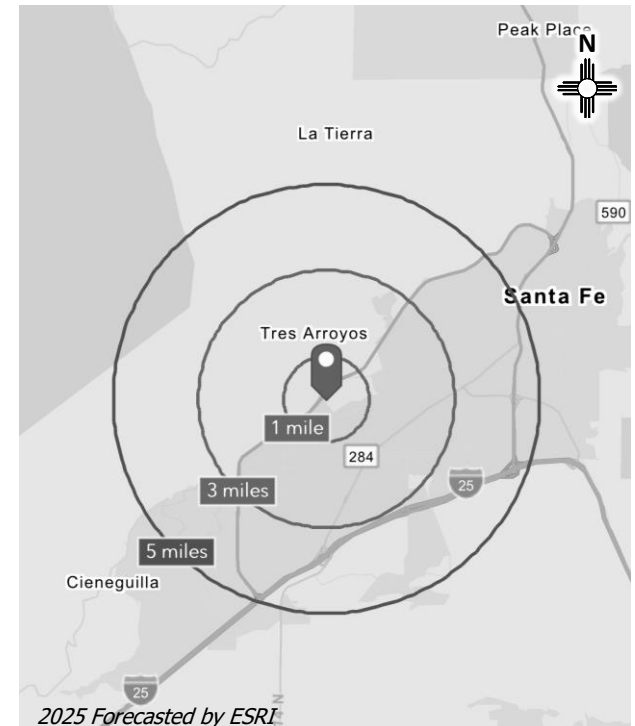 Peak Place
N
La Tierra
590
Santa Fe
Tres Arroyos
1 mile
284
25
3 miles
5 miles
Cieneguilla
25
2025 Forecasted by ESRI